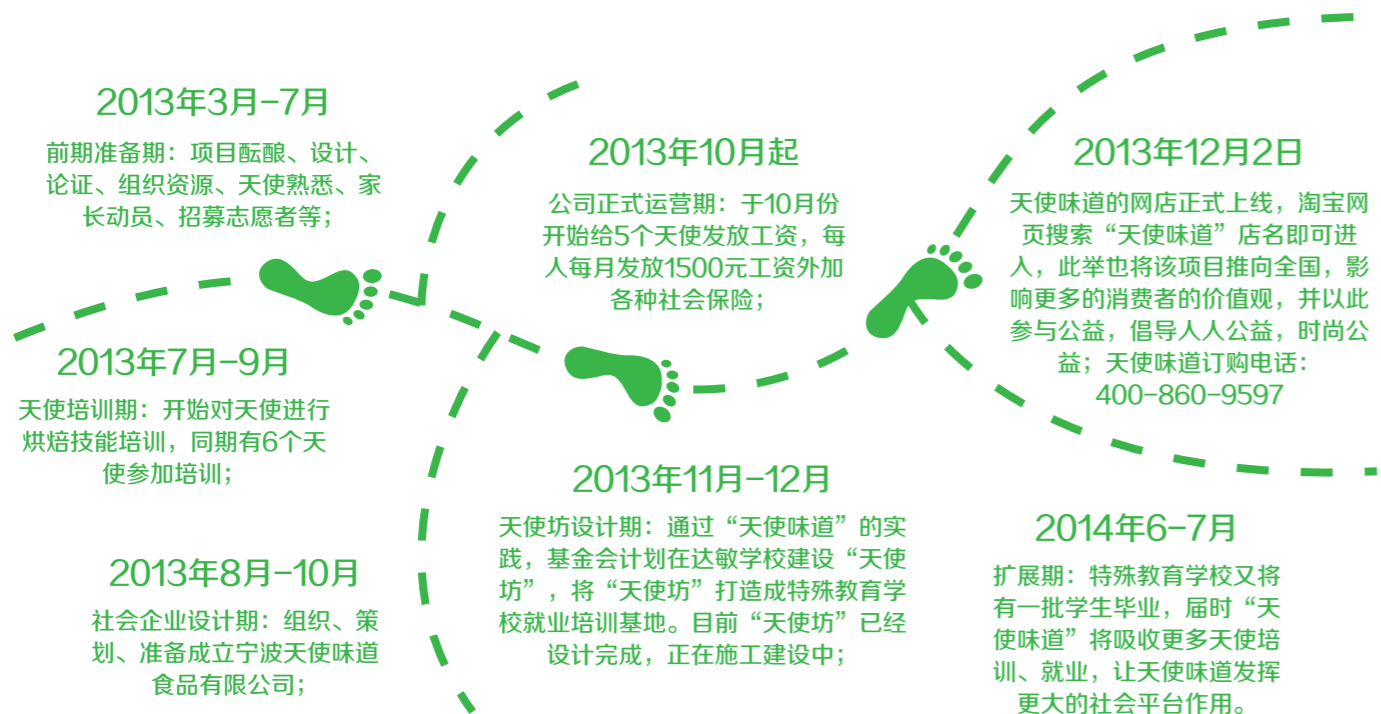 2013年3月-7月
前期准备期：项目酝酿、设计、
论证、组织资源、天使熟悉、家
长动员、招募志愿者等；
2013年7月-9月
天使培训期：开始对天使进行
烘焙技能培训，同期有6个天
使参加培训；
2013年8月-10月
社会企业设计期：组织、策
划、准备成立宁波天使味道
食品有限公司；
2013年10月起
公司正式运营期：于10月份
开始给5个天使发放工资，每
人每月发放1500元工资外加
各种社会保险；
2013年11月-12月
天使坊设计期：通过“天使味道”的实
践，基金会计划在达敏学校建设“天使
坊”，将“天使坊”打造成特殊教育学
校就业培训基地。目前“天使坊”已经
设计完成，正在施工建设中；
2013年12月2日
天使味道的网店正式上线，淘宝网
页搜索“天使味道”店名即可进
入，此举也将该项目推向全国，影
响更多的消费者的价值观，并以此
参与公益，倡导人人公益，时尚公
益；天使味道订购电话：
400-860-9597
2014年6-7月
扩展期：特殊教育学校又将
有一批学生毕业，届时“天
使味道”将吸收更多天使培
训、就业，让天使味道发挥
更大的社会平台作用。